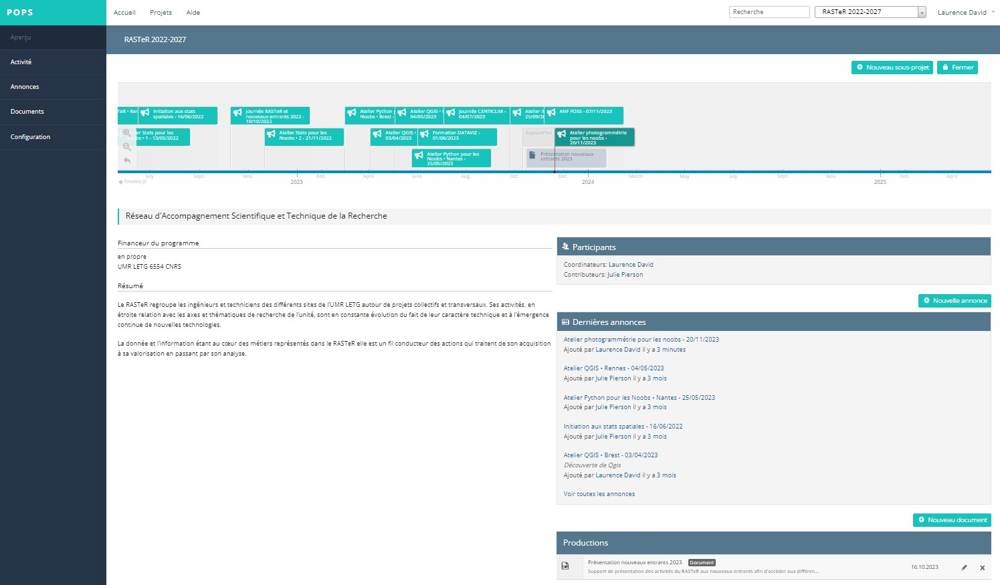 POPS
Accueil Projets Aide
Recherche
RASTeR 2022-2027
Laurence David
Aperçu
Activité
Annonces
Documents
Configuration
RASTeR 2022-2027
Nouveau sous-projet
Fermer
TeR • Ren
Initiation aux stats
spatiales - 16/06/2022
Journée RASTeR et
nouveaux entrants 2022 -
10/10/2022
Atelier Python
Noobs • Brest -
Atelier QGIS •
04/05/2023
Journée CENTICLIM -
04/07/2023
Atelier
25/09/20
ANF FOSS - 07/11/2023
Stats pour les
• 1 - 13/05/2022
Atelier Stats pour les
Noobs • 2 - 21/11/2022
Atelier QGIS •
03/04/2023
Formation DATAVIZ -
01/06/2023
Aujourd'hui
Atelier photogrammétrie
pour les noobs -
20/11/2023
Atelier Python pour les
Noobs • Nantes -
25/05/2023
Présentation nouveaux
entrants 2023
July Sept. Nov. Feb. April June Aug. Oct. Dec. March May July Sept. Nov. Feb. April
2023 2024 2025
Timeline JS
Réseau d'Accompagnement Scientifique et Technique de la Recherche
Financeur du programme
en propre
UMR LETG 6554 CNRS
Résumé
Le RASTeR regroupe les ingénieurs et techniciens des différents sites de l'UMR LETG autour de projets collectifs et transversaux. Ses activités, en
étroite relation avec les axes et thématiques de recherche de l'unité, sont en constante évolution du fait de leur caractère technique et à l'émergence
continue de nouvelles technologies.
La donnée et l'information étant au cœur des métiers représentés dans le RASTeR elle est un fil conducteur des actions qui traitent de son acquisition
à sa valorisation en passant par son analyse.
Participants
Coordinateurs: Laurence David
Contributeurs: Julie Pierson
Nouvelle annonce
Dernières annonces
Atelier photogrammétrie pour les noobs - 20/11/2023
Ajouté par Laurence David il y a 3 minutes
Atelier QGIS • Rennes - 04/05/2023
Ajouté par Julie Pierson il y a 3 mois
Atelier Python pour les Noobs • Nantes - 25/05/2023
Ajouté par Julie Pierson il y a 3 mois
Initiation aux stats spatiales - 16/06/2022
Ajouté par Julie Pierson il y a 3 mois
Atelier QGIS • Brest - 03/04/2023
Découverte de Qgis
Ajouté par Laurence David il y a 3 mois
Voir toutes les annonces
Nouveau document
Productions
Présentation nouveaux entrants 2023 Document
Support de présentation des activités du RASTeR aux nouveaux entrants afin d'accéder aux différen...
16.10.2023